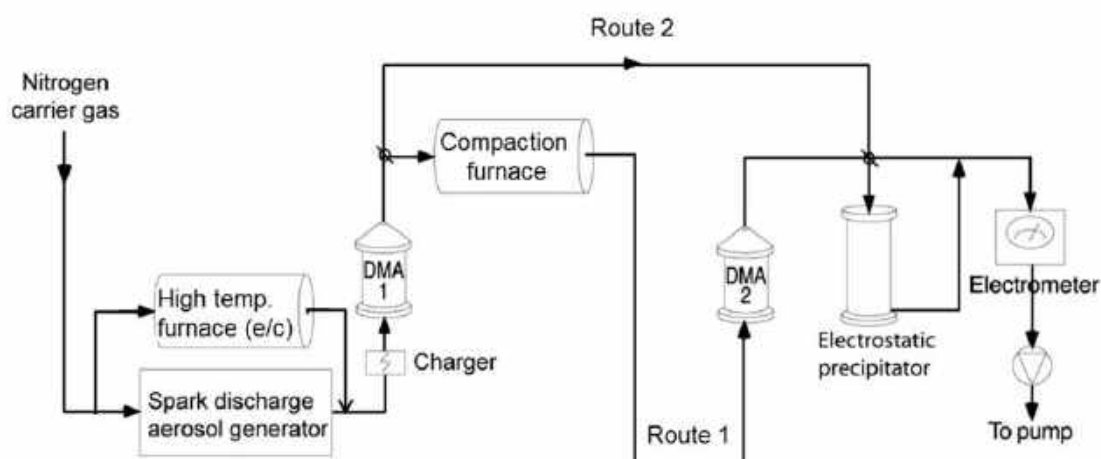 Route 2
Nitrogen
carrier gas
Compaction
furnace
DMA
1
DMA
2
High temp.
furnace (e/c)
Electrometer
Charger
Electrostatic
precipitator
Spark discharge
aerosol generator
Route 1
To pump